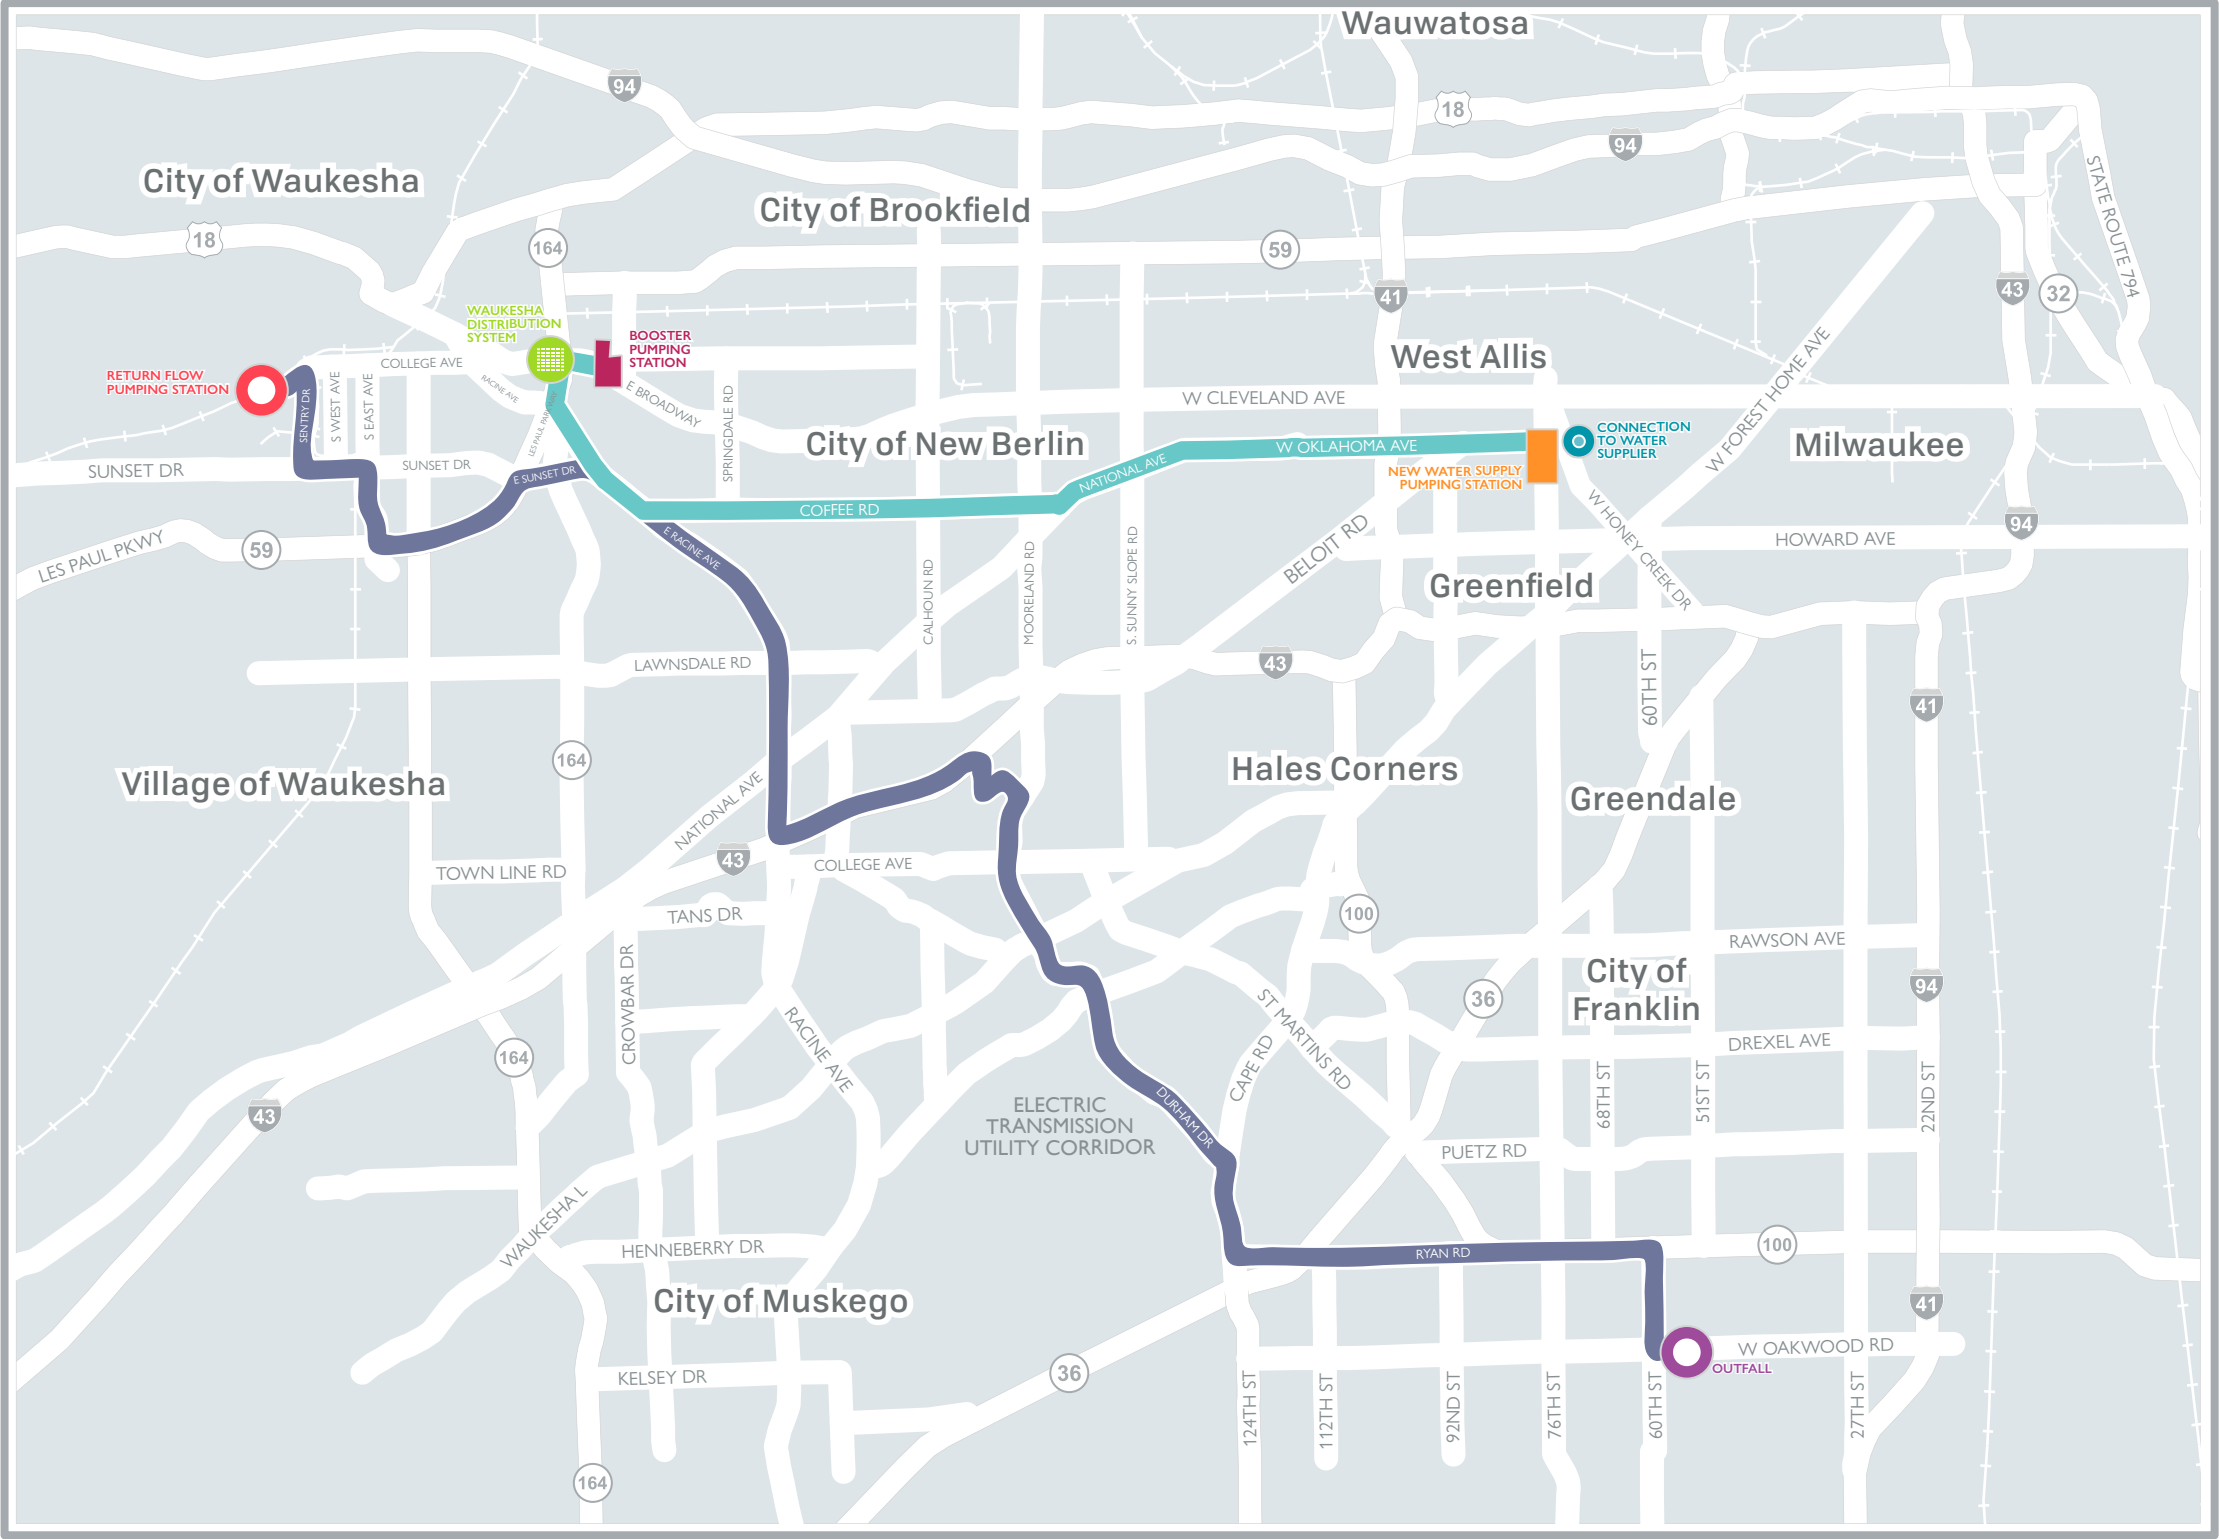 Wauwatosa
94
18
94
City of Waukesha
City of Brookfield
STATE ROUTE 794
18
164
59
41
43
32
WAUKESHA
DISTRIBUTION
SYSTEM
BOOSTER
PUMPING
STATION
West Allis
W FOREST HOME AVE
COLLEGE AVE
RETURN FLOW
PUMPING STATION
RACINE AVE
SENTRY DR
S WEST AVE
S EAST AVE
LES PAUL PARKWAY
E BROADWAY
SPRINGDALE RD
W CLEVELAND AVE
CONNECTION
TO WATER
SUPPLIER
City of New Berlin
W OKLAHOMA AVE
Milwaukee
SUNSET DR
SUNSET DR
E SUNSET DR
NATIONAL AVE
NEW WATER SUPPLY
PUMPING STATION
COFFEE RD
W HONEY CREEK DR
94
LES PAUL PKWY
59
E RACINE AVE
BELOIT RD
HOWARD AVE
CALHOUN RD
MOORELAND RD
S. SUNNY SLOPE RD
Greenfield
LAWNSDALE RD
43
60TH ST
41
164
Village of Waukesha
NATIONAL AVE
Hales Corners
Greendale
43
COLLEGE AVE
TOWN LINE RD
TANS DR
100
CROWBAR DR
RAWSON AVE
City of
Franklin
36
94
ST MARTINS RD
164
RACINE AVE
CAPE RD
DREXEL AVE
43
ELECTRIC
TRANSMISSION
UTILITY CORRIDOR
DURHAM DR
68TH ST
51ST ST
22ND ST
PUETZ RD
WAUKESHA L
HENNEBERRY DR
RYAN RD
100
City of Muskego
41
KELSEY DR
36
W OAKWOOD RD
OUTFALL
124TH ST
112TH ST
92ND ST
76TH ST
60TH ST
27TH ST
164